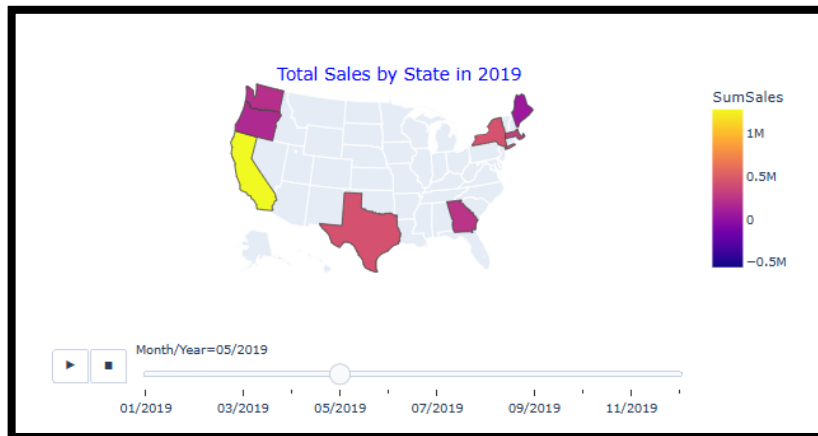 Total Sales by State in 2019
SumSales
1M
0.5M
0
−0.5M
Month/Year=05/2019
01/2019
03/2019
05/2019
07/2019
09/2019
11/2019